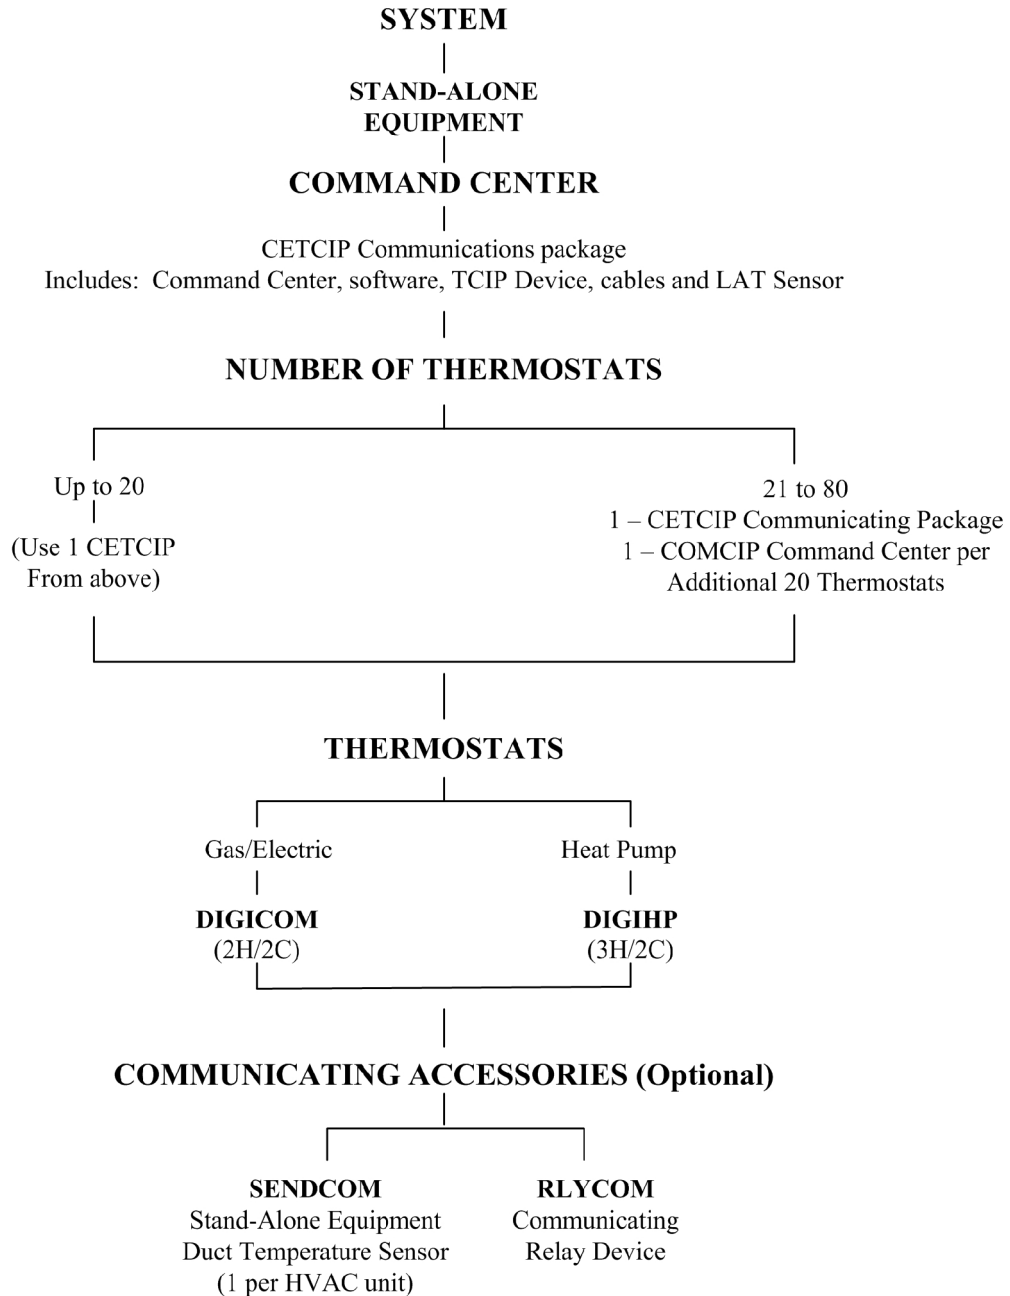 SYSTEM
STAND-ALONE
EQUIPMENT
COMMAND CENTER
CETCIP Communications package
Includes:  Command Center, software, TCIP Device, cables and LAT Sensor
NUMBER OF THERMOSTATS
Up to 20
(Use 1 CETCIP
From above)
21 to 80
1 – CETCIP Communicating Package
1 – COMCIP Command Center per
Additional 20 Thermostats
THERMOSTATS
Gas/Electric
DIGICOM
(2H/2C)
Heat Pump
DIGIHP
(3H/2C)
COMMUNICATING ACCESSORIES (Optional)
SENDCOM
Stand-Alone Equipment
Duct Temperature Sensor
(1 per HVAC unit)
RLYCOM
Communicating
Relay Device